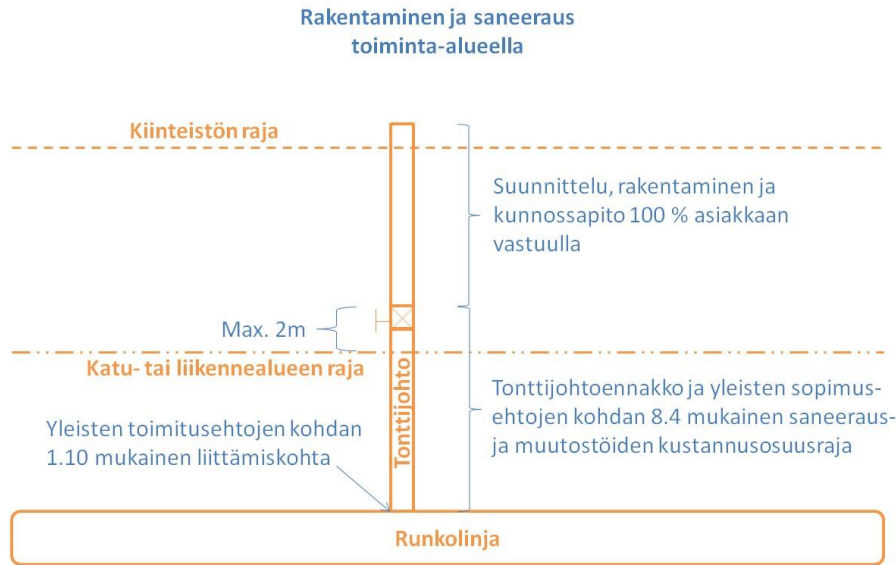 Rakentaminen ja saneeraus
toiminta-alueella
Kiinteistön raja
Suunnittelu, rakentaminen ja
kunnossapito 100 % asiakkaan
vastuulla
Max. 2m
Katu- tai liikennealueen raja
Tonttijohto
Tonttijohtoennakko ja yleisten sopimus-
ehtojen kohdan 8.4 mukainen saneeraus-
ja muutostöiden kustannusosuusraja
Yleisten toimitusehtojen kohdan
1.10 mukainen liittämiskohta
Runkolinja